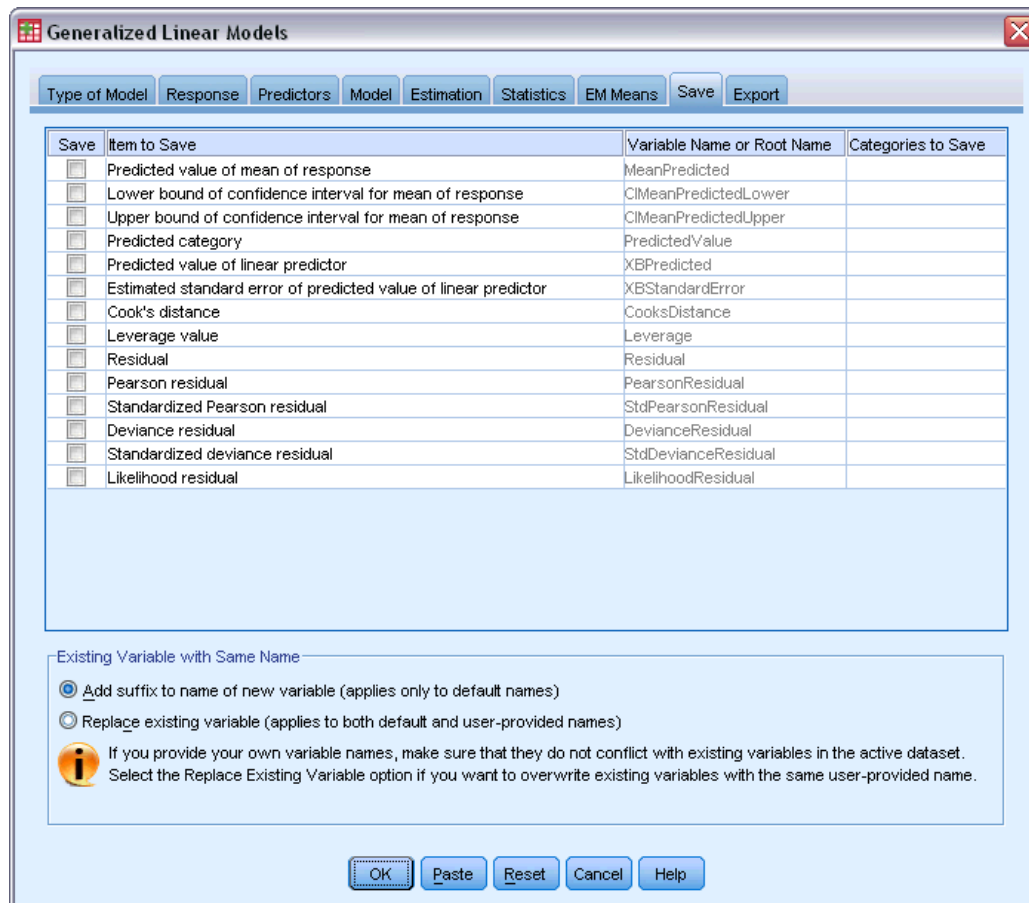 Generalized Linear Models
Type of Model Response Predictors Model Estimation Statistics EM Means Save Export
Save Item to Save Variable Name or Root Name Categories to Save
Predicted value of mean of response MeanPredicted
Lower bound of confidence interval for mean of response CIMeanPredictedLower
Upper bound of confidence interval for mean of response CIMeanPredictedUpper
Predicted category PredictedValue
Predicted value of linear predictor XBPredicted
Estimated standard error of predicted value of linear predictor XBStandardError
Cook's distance CooksDistance
Leverage value Leverage
Residual Residual
Pearson residual PearsonResidual
Standardized Pearson residual StdPearsonResidual
Deviance residual DevianceResidual
Standardized deviance residual StdDevianceResidual
Likelihood residual LikelihoodResidual
Existing Variable with Same Name
Add suffix to name of new variable (applies only to default names)
Replace existing variable (applies to both default and user-provided names)
If you provide your own variable names, make sure that they do not conflict with existing variables in the active dataset.
Select the Replace Existing Variable option if you want to overwrite existing variables with the same user-provided name.
OK Paste Reset Cancel Help